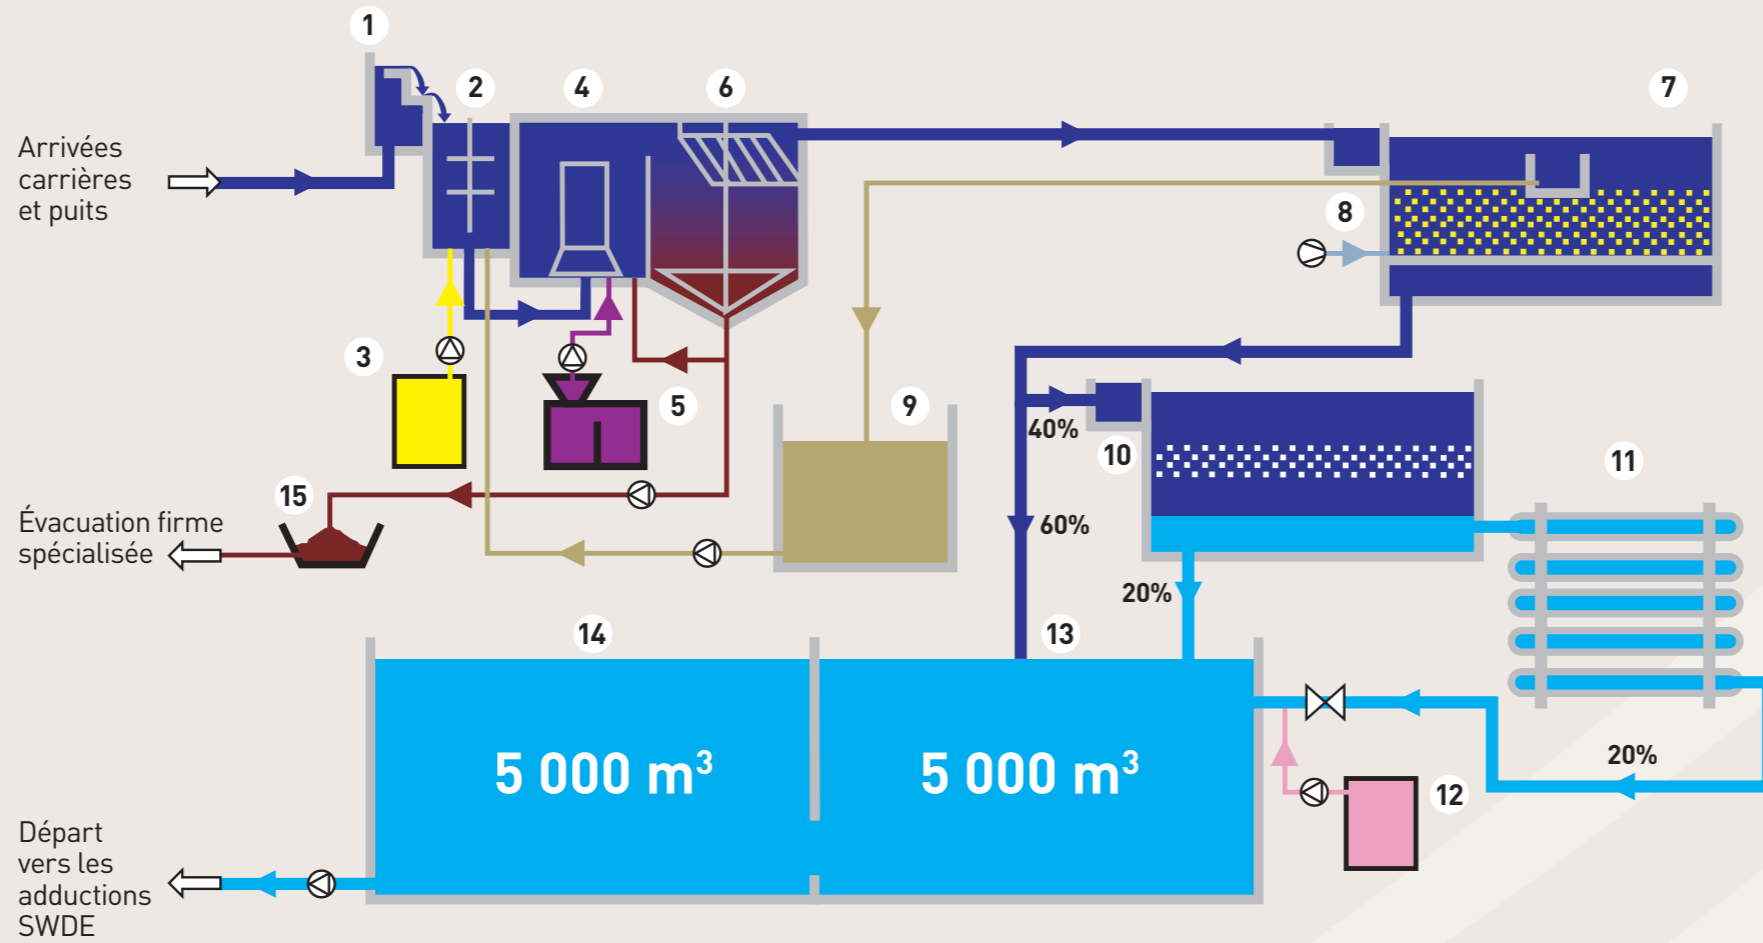 1
2
4
6
7
Arrivées
carrières
et puits
8
3
5
9
40%
10
11
15
60%
Évacuation firme
spécialisée
20%
14
13
5 000 m³
5 000 m³
20%
12
Départ
vers les
adductions
SWDE